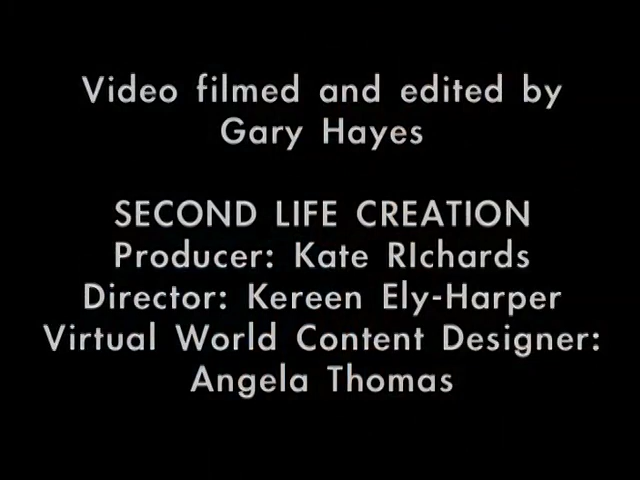 Video filmed and edited by
Gary Hayes
SECOND LIFE CREATION
Producer: Kate RIchards
Director: Kereen Ely-Harper
Virtual World Content Designer:
Angela Thomas